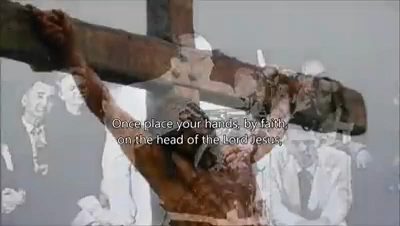 Once place your hands, by faith,
on the head of the Lord Jesus,